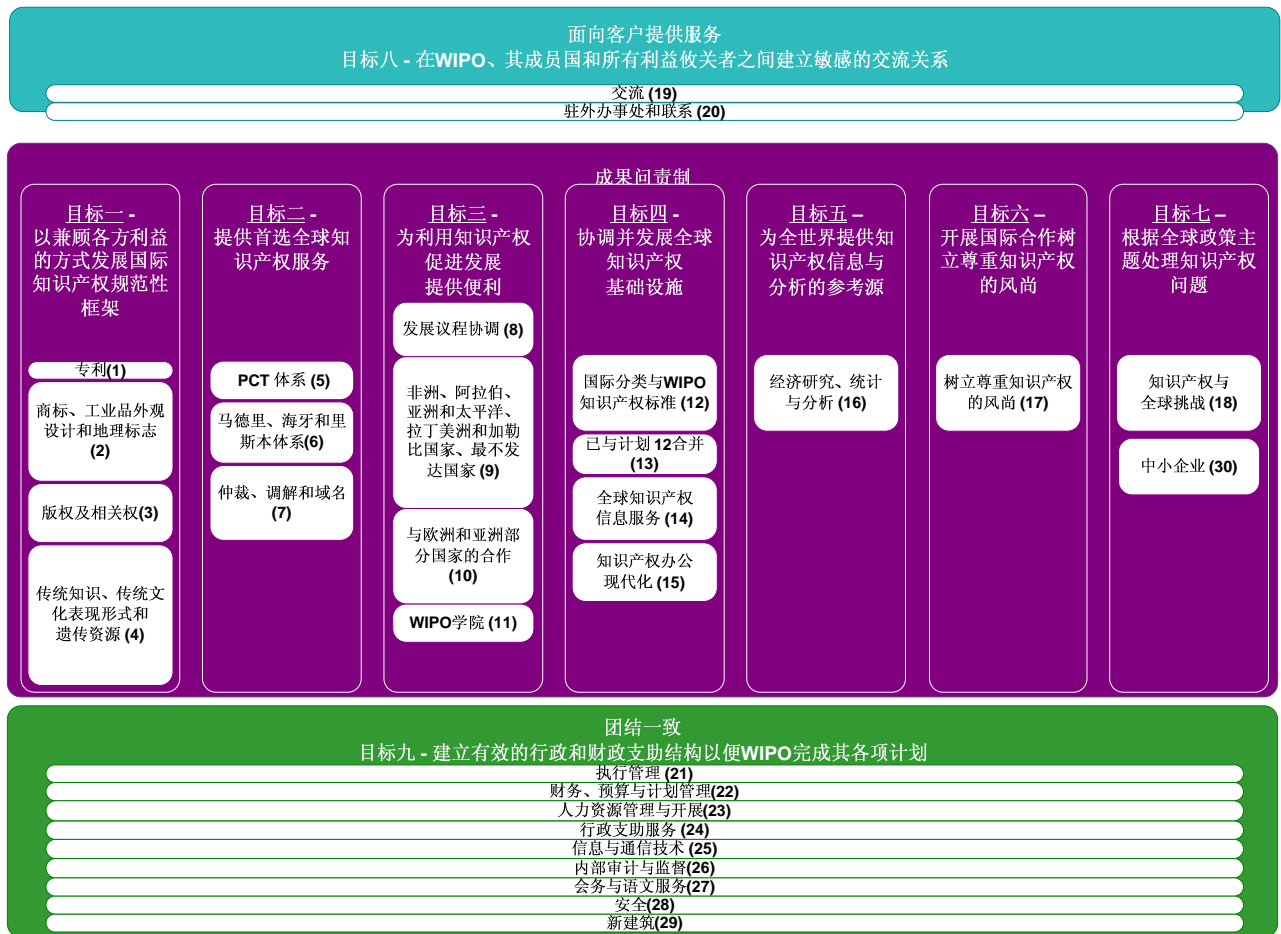 面向客户提供服务
目标八 - 在WIPO、其成员国和所有利益攸关者之间建立敏感的交流关系
交流 (19)
驻外办事处和联系 (20)
成果问责制
目标一 -
以兼顾各方利益
的方式发展国际
知识产权规范性
框架
专利(1)
商标、工业品外观
设计和地理标志
(2)
版权及相关权(3)
传统知识、传统文
化表现形式和
遗传资源 (4)
目标二 -
提供首选全球知
识产权服务
PCT 体系 (5)
马德里、海牙和里
斯本体系(6)
仲裁、调解和域名
(7)
目标三 -
为利用知识产权
促进发展
提供便利
发展议程协调 (8)
非洲、阿拉伯、
亚洲和太平洋、
拉丁美洲和加勒
比国家、最不发
达国家 (9)
与欧洲和亚洲部
分国家的合作
(10)
WIPO学院 (11)
目标四 -
协调并发展全球
知识产权
基础设施
国际分类与WIPO
知识产权标准 (12)
已与计划 12合并
(13)
全球知识产权
信息服务 (14)
知识产权办公
现代化 (15)
目标五 –
为全世界提供知
识产权信息与
分析的参考源
经济研究、统计
与分析 (16)
目标六 –
开展国际合作树
立尊重知识产权
的风尚
树立尊重知识产权
的风尚 (17)
目标七 –
根据全球政策主
题处理知识产权
问题
知识产权与
全球挑战 (18)
中小企业 (30)
团结一致
目标九 - 建立有效的行政和财政支助结构以便WIPO完成其各项计划
执行管理 (21)
财务、预算与计划管理(22)
人力资源管理与开展(23)
行政支助服务 (24)
信息与通信技术 (25)
内部审计与监督(26)
会务与语文服务(27)
安全(28)
新建筑(29)